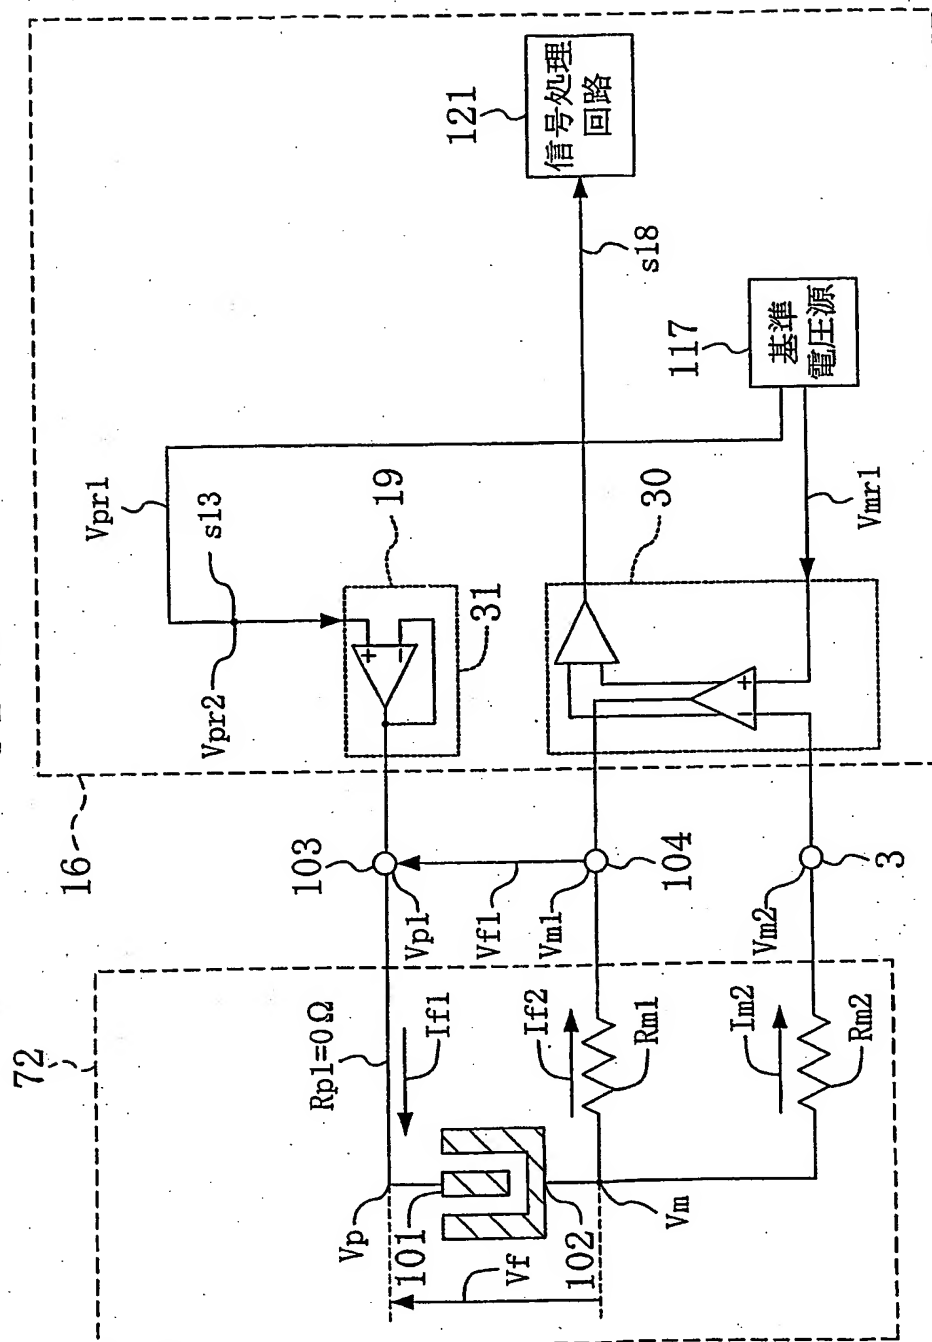 72
16
Rp1=0Ω
If1
Vp
101
102
Vf
Vm
If2
Rm1
Im2
Rm2
103
Vp1
Vf1
Vm1
104
Vm2
3
Vpr1
Vpr2
s13
19
31
+
−
30
−
+
Vmr1
s18
117
基準
電圧源
121
信号処理
回路